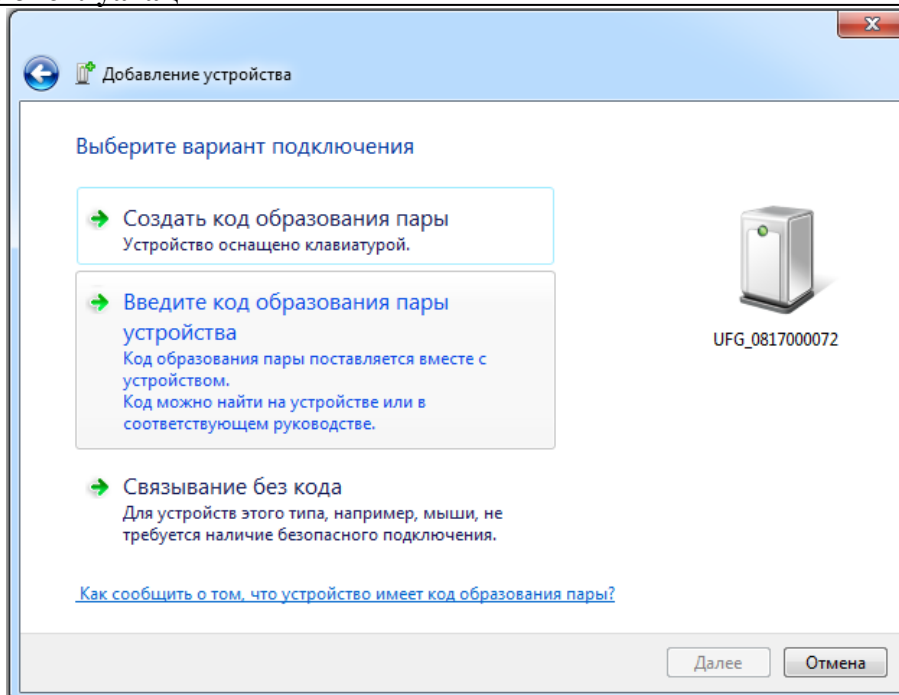 Добавление устройства
Выберите вариант подключения
Создать код образования пары
Устройство оснащено клавиатурой.
Введите код образования пары
устройства
Код образования пары поставляется вместе с
устройством.
Код можно найти на устройстве или в
соответствующем руководстве.
UFG_0817000072
Связывание без кода
Для устройств этого типа, например, мыши, не
требуется наличие безопасного подключения.
Как сообщить о том, что устройство имеет код образования пары?
Далее
Отмена